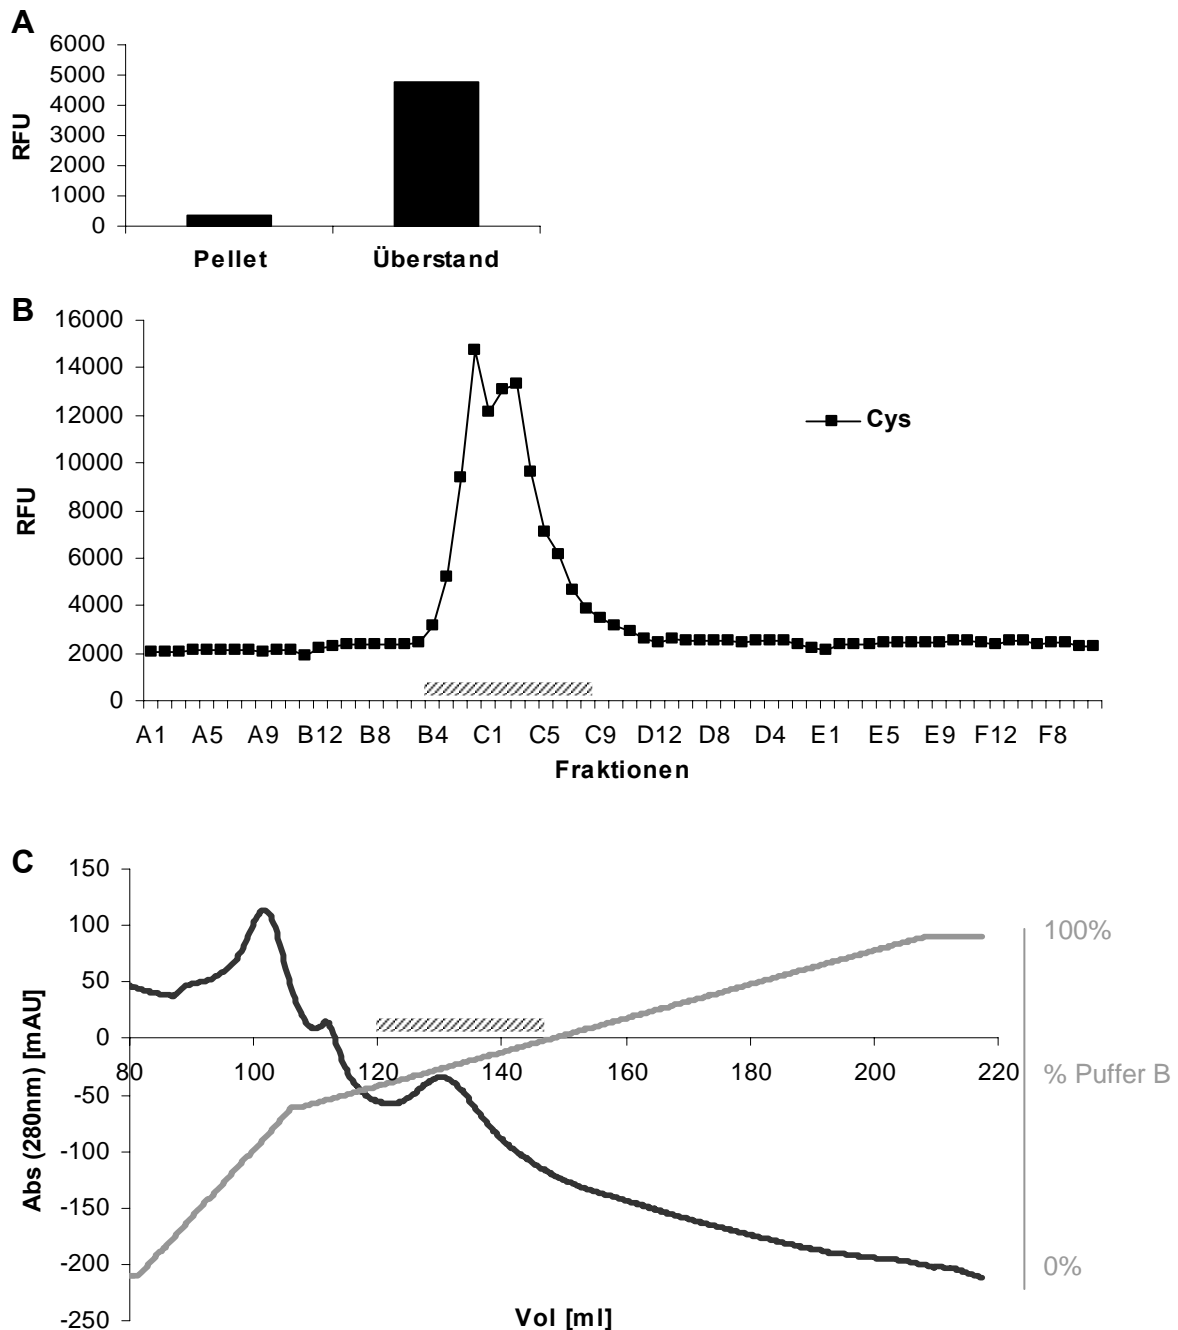 A
6000
5000
4000
3000
2000
1000
0
RFU
Pellet
Überstand
B
16000
14000
12000
10000
8000
6000
4000
2000
0
RFU
Cys
A1 A5 A9 B12 B8 B4 C1 C5 C9 D12 D8 D4 E1 E5 E9 F12 F8
Fraktionen
C
150
100
50
0
-50
-100
-150
-200
-250
Abs (280nm) [mAU]
80 100 120 140 160 180 200 220
Vol [ml]
100%
% Puffer B
0%